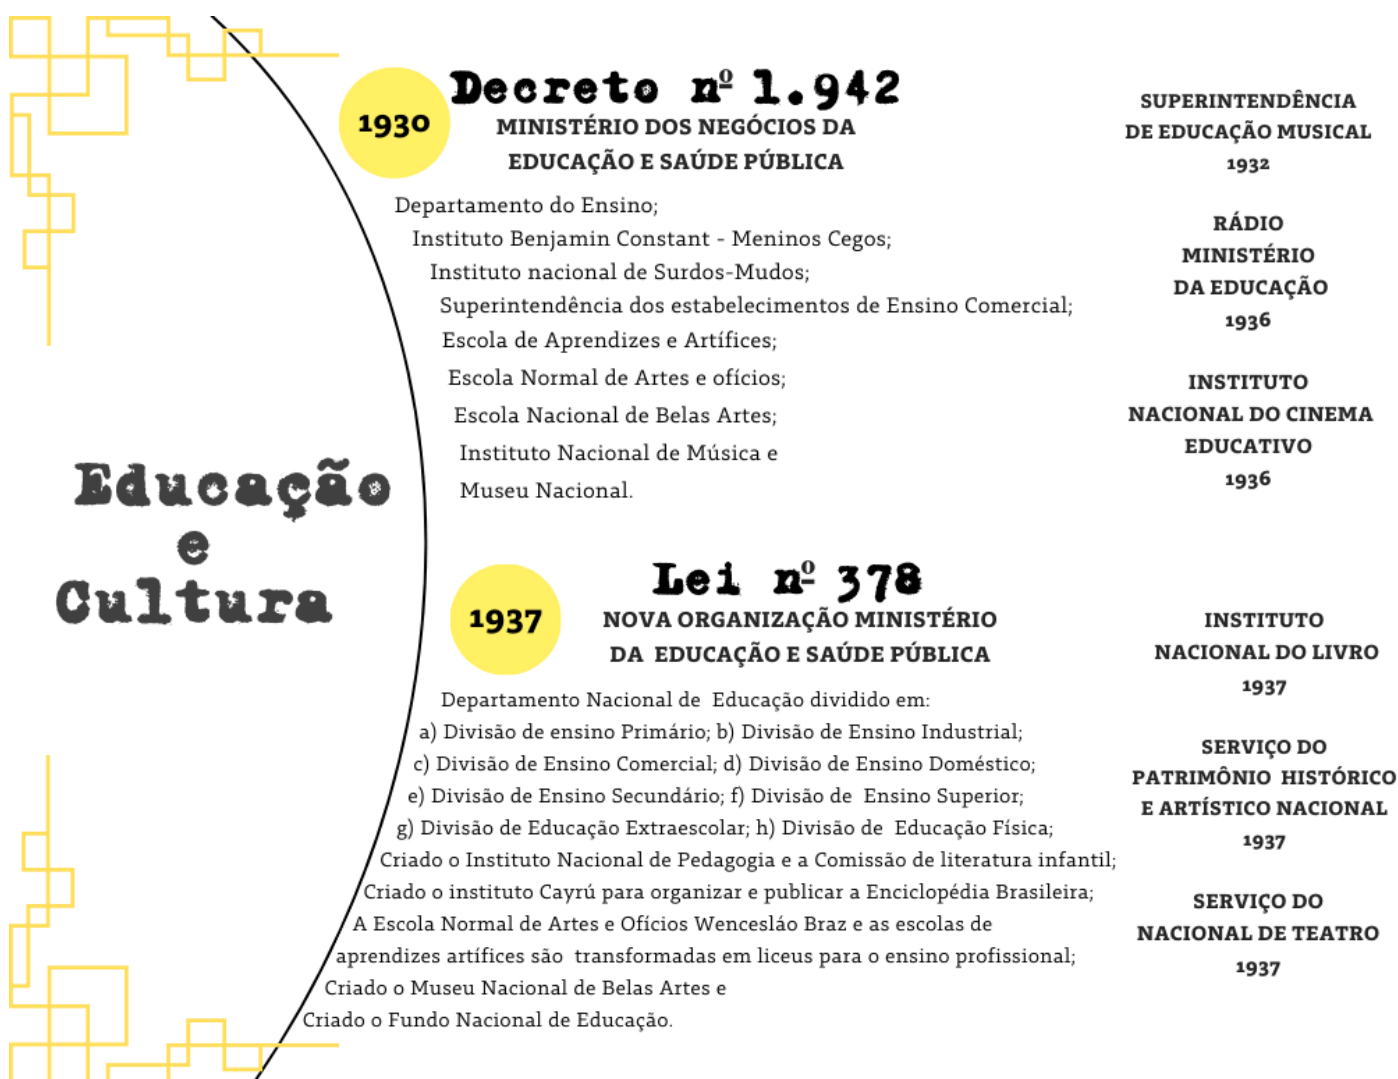 Educação
e
Cultura
1930
Decreto nº 1.942
MINISTÉRIO DOS NEGÓCIOS DA
EDUCAÇÃO E SAÚDE PÚBLICA
Departamento do Ensino;
Instituto Benjamin Constant - Meninos Cegos;
Instituto nacional de Surdos-Mudos;
Superintendência dos estabelecimentos de Ensino Comercial;
Escola de Aprendizes e Artífices;
Escola Normal de Artes e ofícios;
Escola Nacional de Belas Artes;
Instituto Nacional de Música e
Museu Nacional.
SUPERINTENDÊNCIA
DE EDUCAÇÃO MUSICAL
1932
RÁDIO
MINISTÉRIO
DA EDUCAÇÃO
1936
INSTITUTO
NACIONAL DO CINEMA
EDUCATIVO
1936
1937
Lei nº 378
NOVA ORGANIZAÇÃO MINISTÉRIO
DA EDUCAÇÃO E SAÚDE PÚBLICA
Departamento Nacional de Educação dividido em:
a) Divisão de ensino Primário; b) Divisão de Ensino Industrial;
c) Divisão de Ensino Comercial; d) Divisão de Ensino Doméstico;
e) Divisão de Ensino Secundário; f) Divisão de Ensino Superior;
g) Divisão de Educação Extraescolar; h) Divisão de Educação Física;
Criado o Instituto Nacional de Pedagogia e a Comissão de literatura infantil;
Criado o instituto Cayrú para organizar e publicar a Enciclopédia Brasileira;
A Escola Normal de Artes e Ofícios Wencesláo Braz e as escolas de
aprendizes artífices são transformadas em liceus para o ensino profissional;
Criado o Museu Nacional de Belas Artes e
Criado o Fundo Nacional de Educação.
INSTITUTO
NACIONAL DO LIVRO
1937
SERVIÇO DO
PATRIMÔNIO HISTÓRICO
E ARTÍSTICO NACIONAL
1937
SERVIÇO DO
NACIONAL DE TEATRO
1937